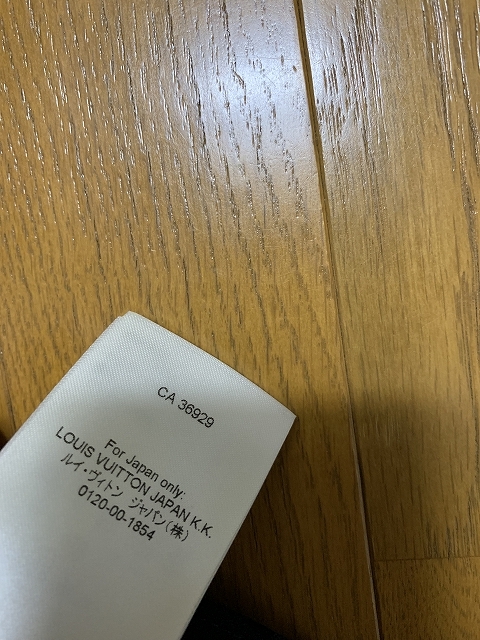 CA 36929
For Japan only:
LOUIS VUITTON JAPAN K.K.
ルイ・ヴィトン ジャパン(株)
0120-00-1854